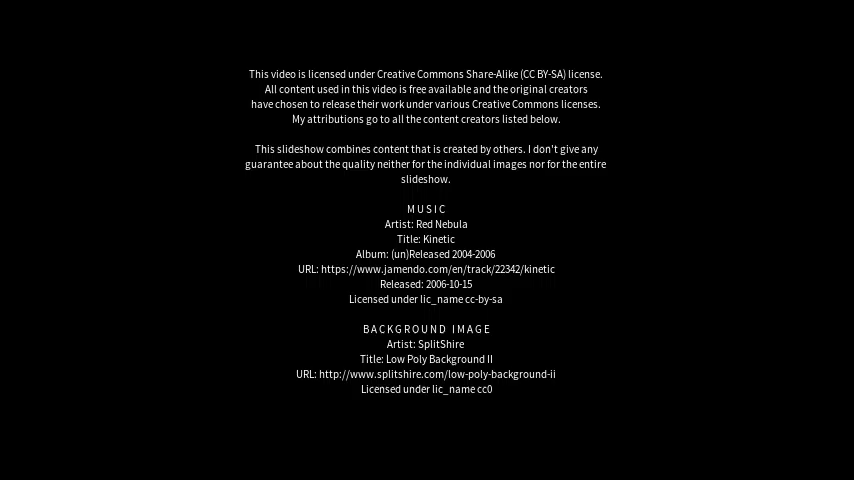 This video is licensed under Creative Commons Share-Alike (CC BY-SA) license.
All content used in this video is free available and the original creators
have chosen to release their work under various Creative Commons licenses.
My attributions go to all the content creators listed below.
This slideshow combines content that is created by others. I don't give any
guarantee about the quality neither for the individual images nor for the entire
slideshow.
M U S I C
Artist: Red Nebula
Title: Kinetic
Album: (un)Released 2004-2006
URL: https://www.jamendo.com/en/track/22342/kinetic
Released: 2006-10-15
Licensed under lic_name cc-by-sa
B A C K G R O U N D   I M A G E
Artist: SplitShire
Title: Low Poly Background II
URL: http://www.splitshire.com/low-poly-background-ii
Licensed under lic_name cc0